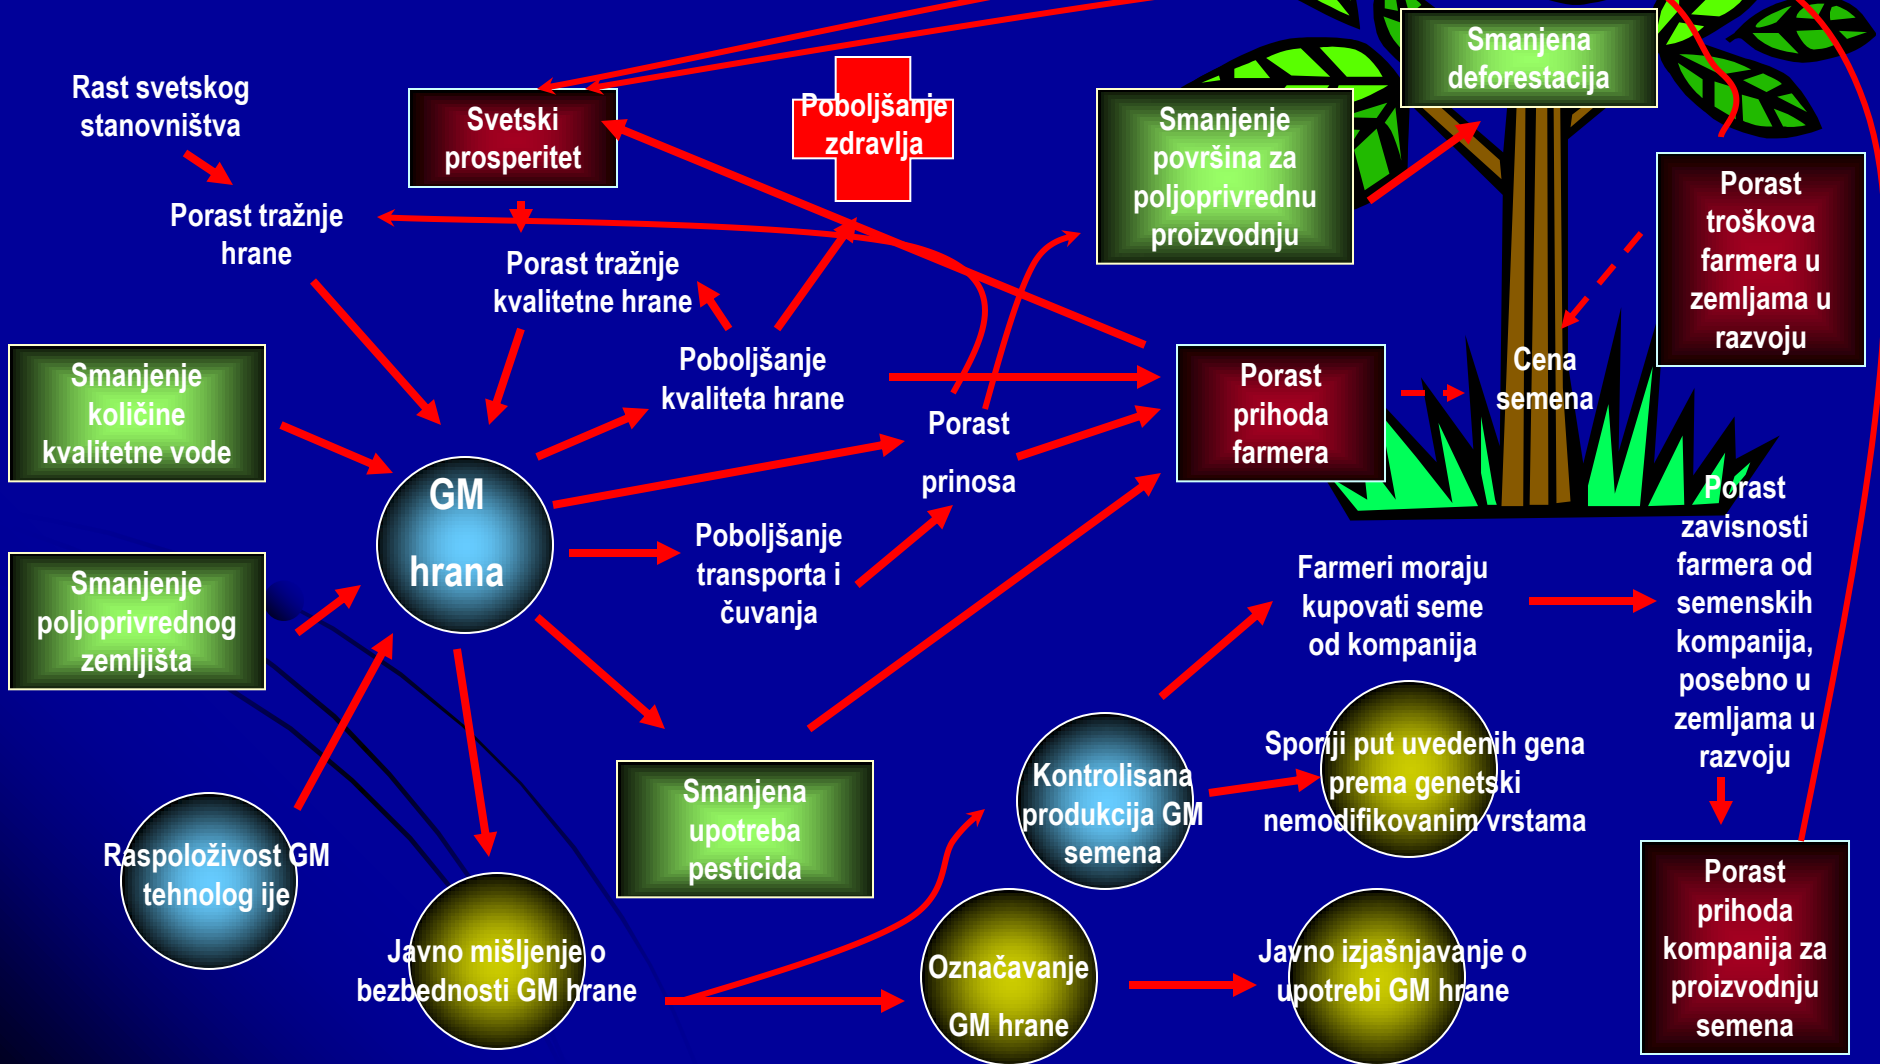 Rast svetskog
stanovništva
Svetski
prosperitet
Poboljšanje
zdravlja
Smanjenje
površina za
poljoprivrednu
proizvodnju
Smanjena
deforestacija
Porast
troškova
farmera u
zemljama u
razvoju
Porast tražnje
hrane
Porast tražnje
kvalitetne hrane
Smanjenje
količine
kvalitetne vode
Poboljšanje
kvaliteta hrane
Porast
prinosa
Porast
prihoda
farmera
Cena
semena
GM
hrana
Poboljšanje
transporta i
čuvanja
Smanjenje
poljoprivrednog
zemljišta
Farmeri moraju
kupovati seme
od kompanija
Porast
zavisnosti
farmera od
semenskih
kompanija,
posebno u
zemljama u
razvoju
Raspoloživost GM
tehnolog ije
Smanjena
upotreba
pesticida
Kontrolisana
produkcija GM
semena
Sporiji put uvedenih gena
prema genetski
nemodifikovanim vrstama
Javno mišljenje o
bezbednosti GM hrane
Označavanje
GM hrane
Javno izjašnjavanje o
upotrebi GM hrane
Porast
prihoda
kompanija za
proizvodnju
semena